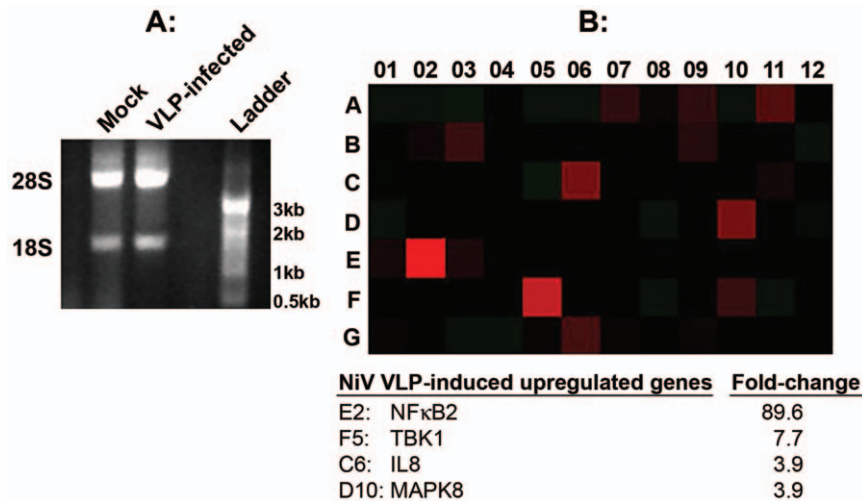 A:
B:
Mock
VLP-infected
Ladder
28S
18S
3kb
2kb
1kb
0.5kb
01 02 03 04 05 06 07 08 09 10 11 12
A
B
C
D
E
F
G
NiV VLP-induced upregulated genes Fold-change
E2: NFκB2 89.6
F5: TBK1 7.7
C6: IL8 3.9
D10: MAPK8 3.9